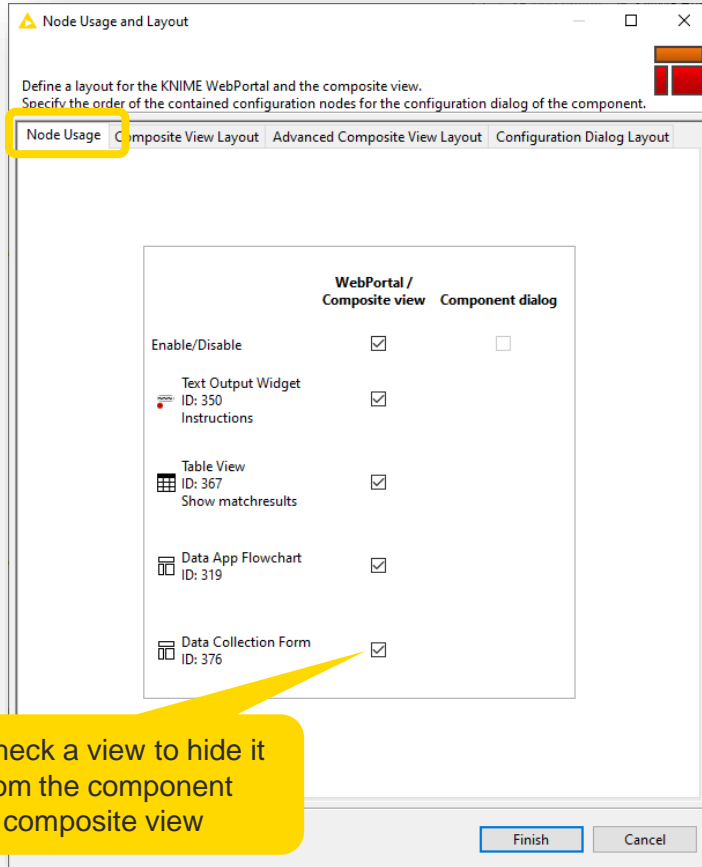 Node Usage and Layout
Define a layout for the KNIME WebPortal and the composite view.
Specify the order of the contained configuration nodes for the configuration dialog of the component.
Node Usage Composite View Layout Advanced Composite View Layout Configuration Dialog Layout
WebPortal /
Composite view Component dialog
Enable/Disable
Text Output Widget
ID: 350
Instructions
Table View
ID: 367
Show matchresults
Data App Flowchart
ID: 319
Data Collection Form
ID: 376
heck a view to hide it
om the component
composite view
Finish Cancel